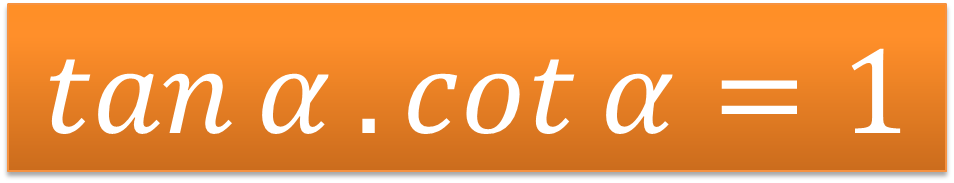 tan α . cot α = 1